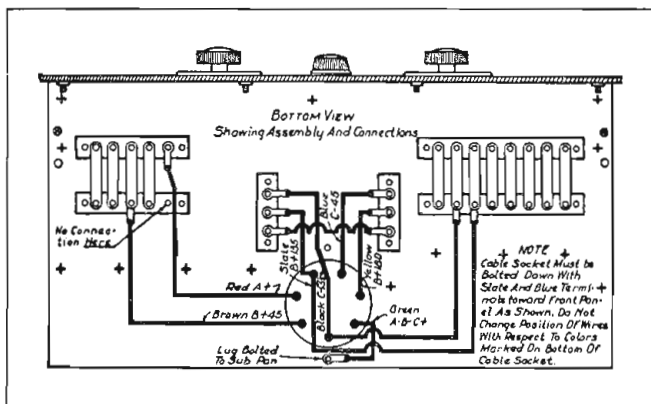 BOTTOM VIEW
Showing Assembly And Connections
No Connec-
tion Here
Slate
B+135
Blue
C-45
Yellow
B+180
Black
Red A+
Brown B+45
Green
A-B-C+
Lug Bolted
To Sub Pan
NOTE
Cable Socket Must be
Bolted Down With
Slate And Blue Termi-
nals toward Front Pan-
el As Shown. Do Not
Change Position Of Wires
With Respect To Colors
Marked On Bottom Of
Cable Socket.